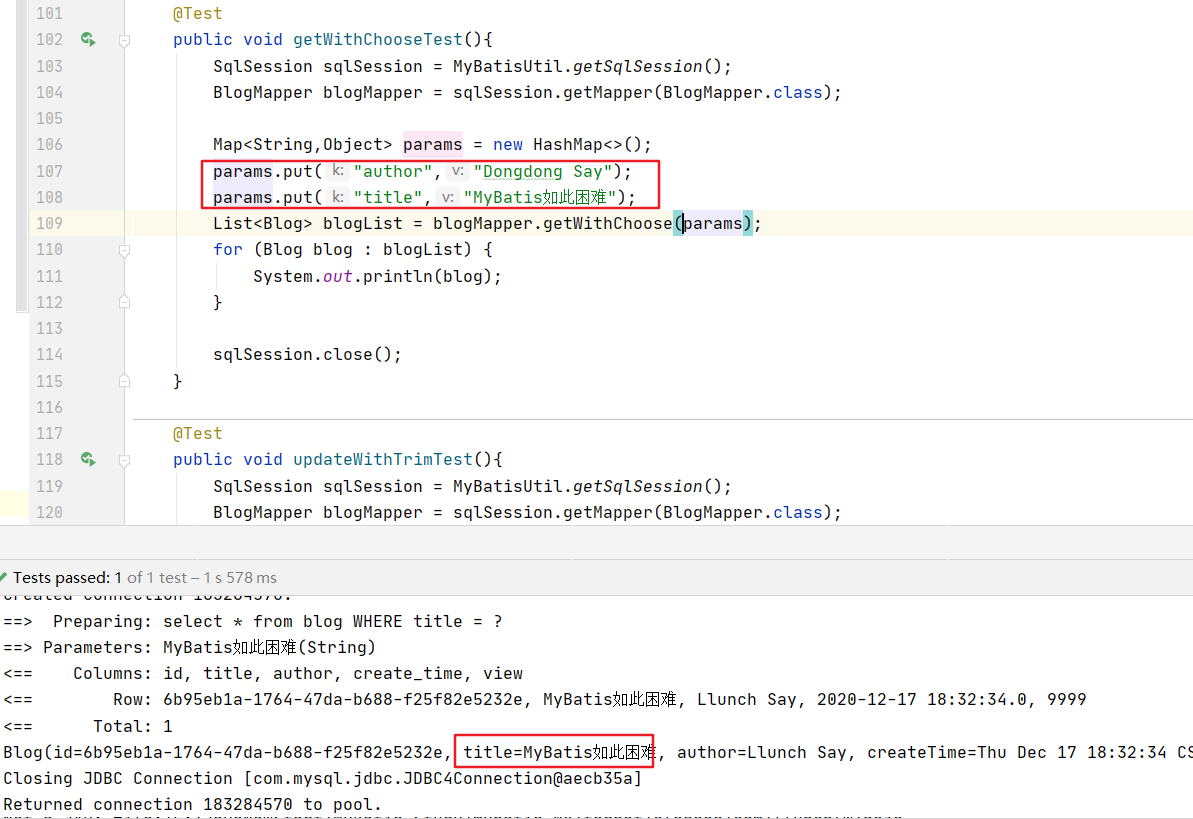 101 @Test
102 public void getWithChooseTest(){
103 SqlSession sqlSession = MyBatisUtil.getSqlSession();
104 BlogMapper blogMapper = sqlSession.getMapper(BlogMapper.class);
105
106 Map<String,Object> params = new HashMap<>();
107 params.put( k: "author", v: "Dongdong Say");
108 params.put( k: "title", v: "MyBatis如此困难");
109 List<Blog> blogList = blogMapper.getWithChoose(params);
110 for (Blog blog : blogList) {
111 System.out.println(blog);
112 }
113
114 sqlSession.close();
115 }
116
117 @Test
118 public void updateWithTrimTest(){
119 SqlSession sqlSession = MyBatisUtil.getSqlSession();
120 BlogMapper blogMapper = sqlSession.getMapper(BlogMapper.class);
Tests passed: 1 of 1 test – 1 s 578 ms
Created connection 183284570.
==>  Preparing: select * from blog WHERE title = ?
==> Parameters: MyBatis如此困难(String)
<==    Columns: id, title, author, create_time, view
<==        Row: 6b95eb1a-1764-47da-b688-f25f82e5232e, MyBatis如此困难, Llunch Say, 2020-12-17 18:32:34.0, 9999
<==      Total: 1
Blog(id=6b95eb1a-1764-47da-b688-f25f82e5232e, title=MyBatis如此困难, author=Llunch Say, createTime=Thu Dec 17 18:32:34 CS
Closing JDBC Connection [com.mysql.jdbc.JDBC4Connection@aecb35a]
Returned connection 183284570 to pool.